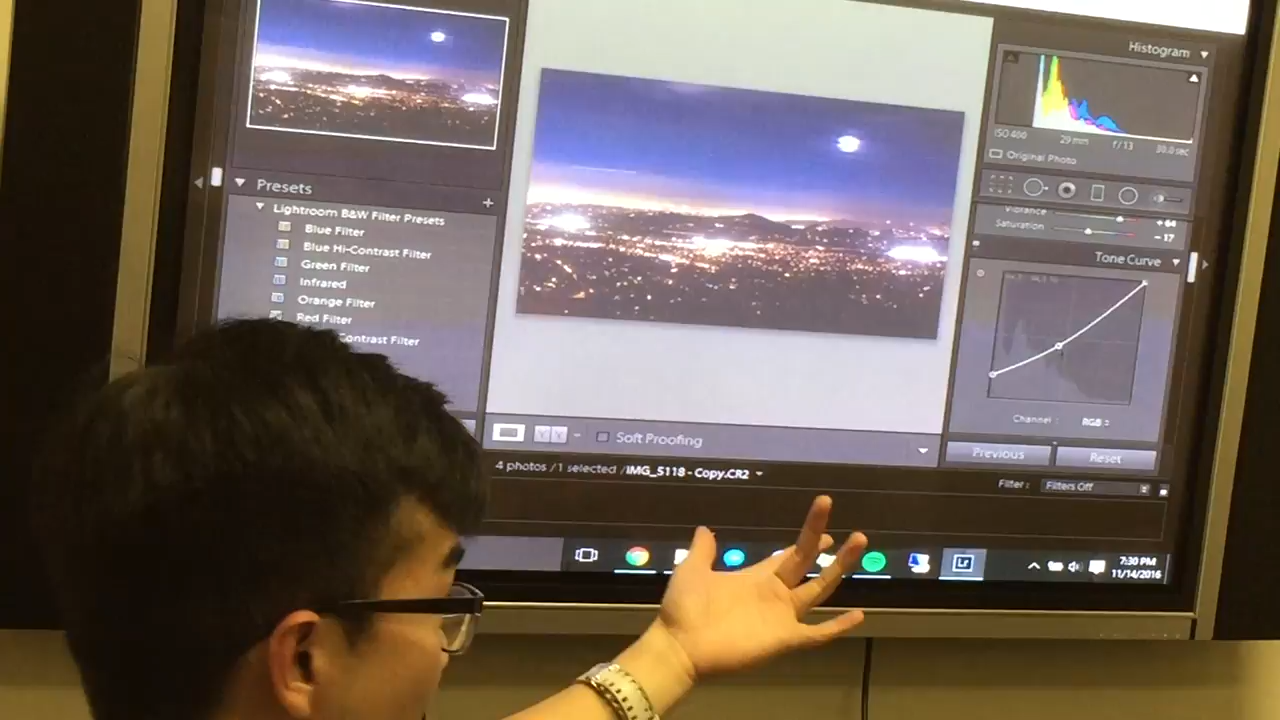 Histogram
ISO 400 29 mm f/13 30.0 sec
Original Photo
Presets
Lightroom B&W Filter Presets
Blue Filter
Blue Hi-Contrast Filter
Green Filter
Infrared
Orange Filter
Red Filter
Contrast Filter
Vibrance + 64
Saturation - 17
Tone Curve
Channel : RGB
Soft Proofing
Previous
Reset
4 photos / 1 selected / IMG_5118 - Copy.CR2
Filter : Filters Off
Lr
7:30 PM
11/14/2016